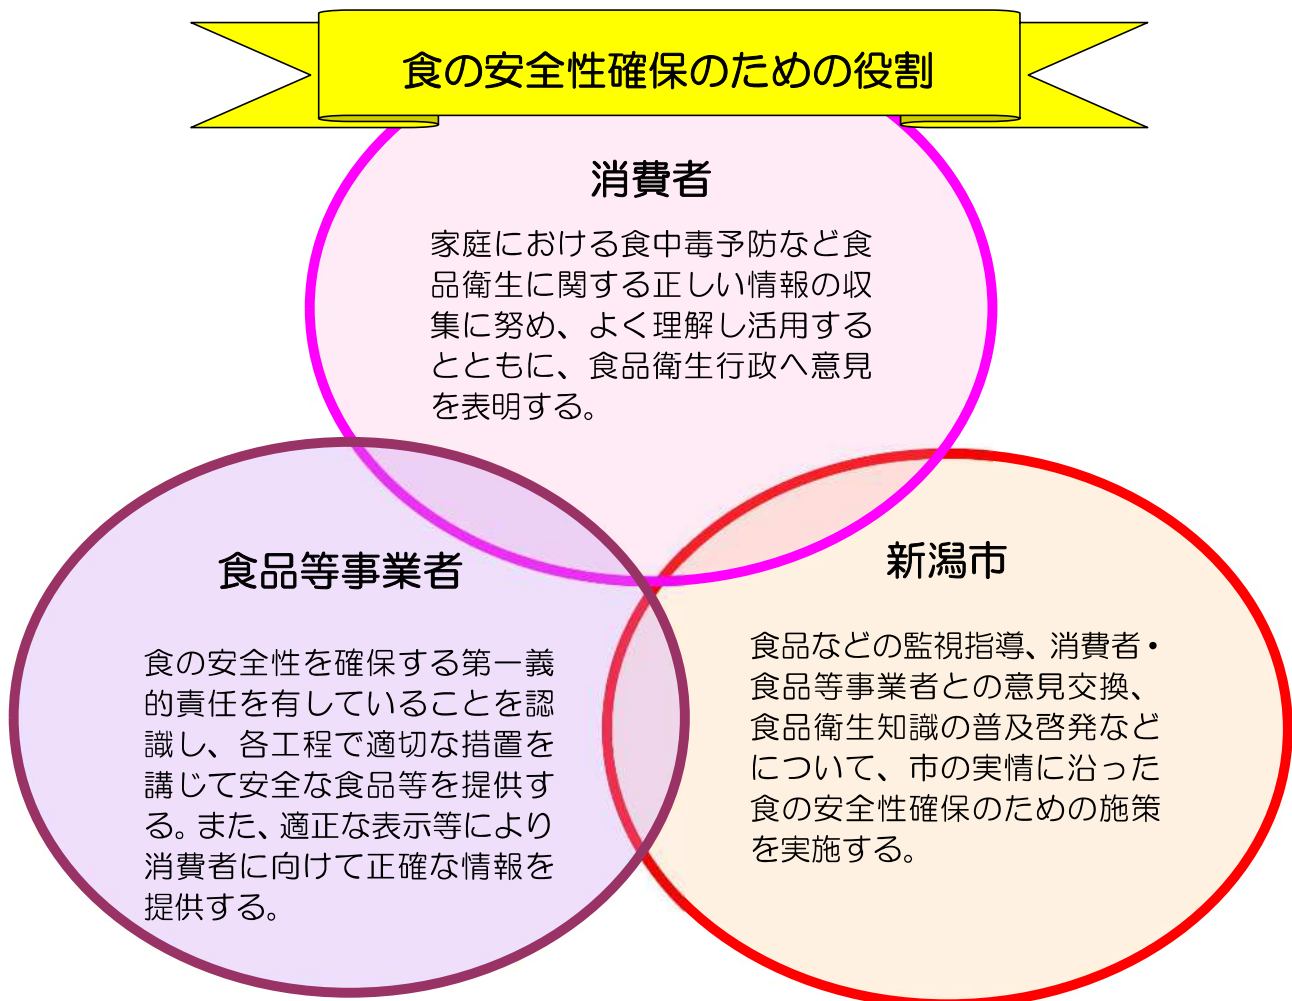 食の安全性確保のための役割
消費者
家庭における食中毒予防など食
品衛生に関する正しい情報の収
集に努め、よく理解し活用する
とともに、食品衛生行政へ意見
を表明する。
食品等事業者
食の安全性を確保する第一義
的責任を有していることを認
識し、各工程で適切な措置を
講じて安全な食品等を提供す
る。また、適正な表示等により
消費者に向けて正確な情報を
提供する。
新潟市
食品などの監視指導、消費者・
食品等事業者との意見交換、
食品衛生知識の普及啓発など
について、市の実情に沿った
食の安全性確保のための施策
を実施する。